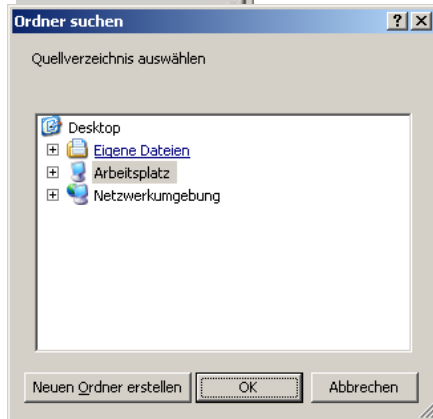 Ordner suchen
Quellverzeichnis auswählen
Desktop
Eigene Dateien
Arbeitsplatz
Netzwerkumgebung
Neuen Ordner erstellen OK Abbrechen